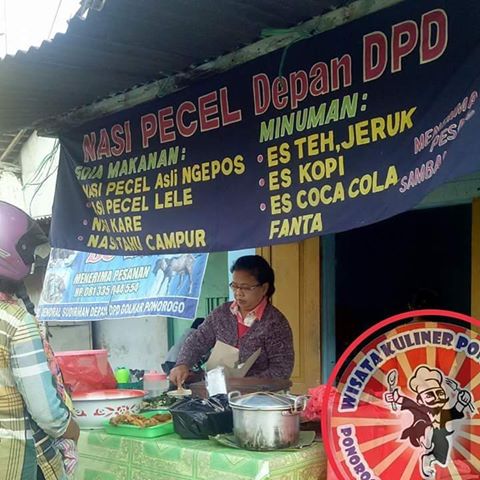 NASI PECEL Depan DPD
SEDIA MAKANAN:
NASI PECEL Asli NGEPOS
NASI PECEL LELE
NASI KARE
NASI TAHU CAMPUR
MINUMAN:
• ES TEH, JERUK
• ES KOPI
• ES COCA COLA
FANTA
SAMBAL
MENERIMA PESANAN
JENDRAL SUDIRMAN DEPAN DPD GOLKAR PONOROGO
WISATA KULINER
PONOROGO